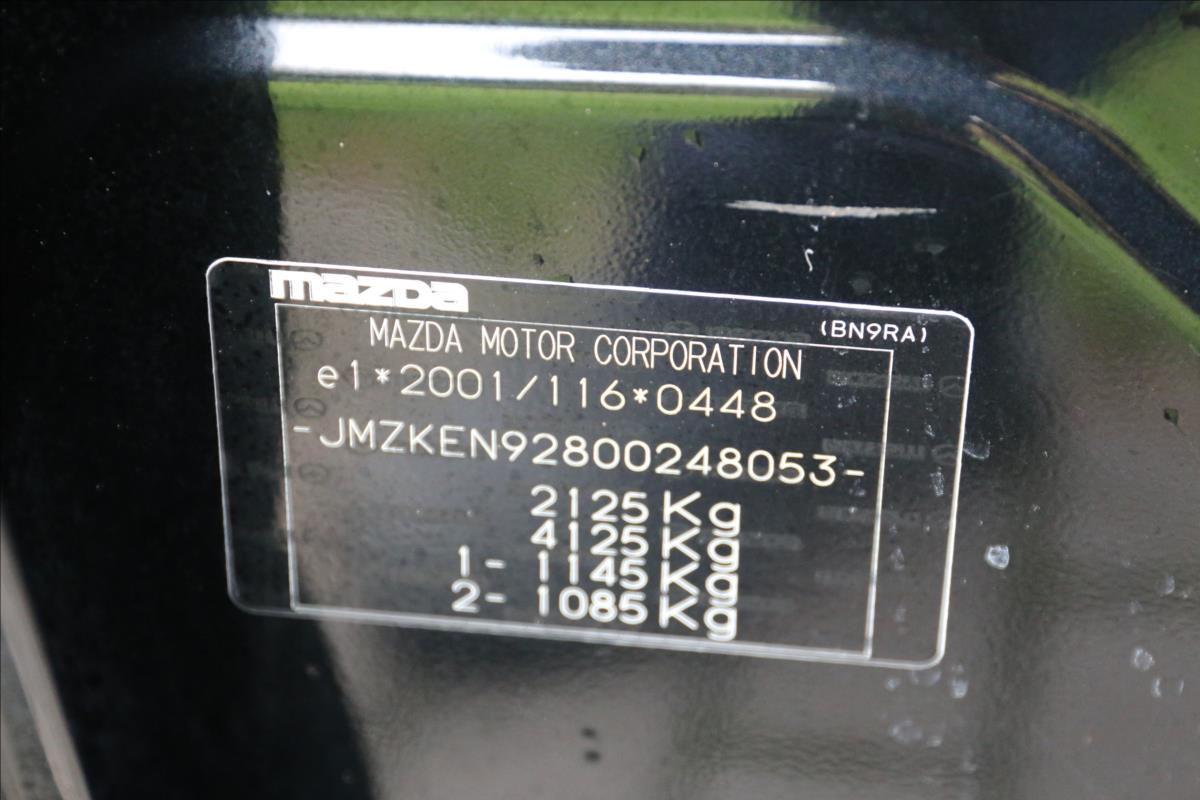 mazda
(BN9RA)
MAZDA MOTOR CORPORATION
e1*2001/116*0448
-JMZKEN92800248053-
2125Kg
4125Kg
1- 1145Kg
2- 1085Kg